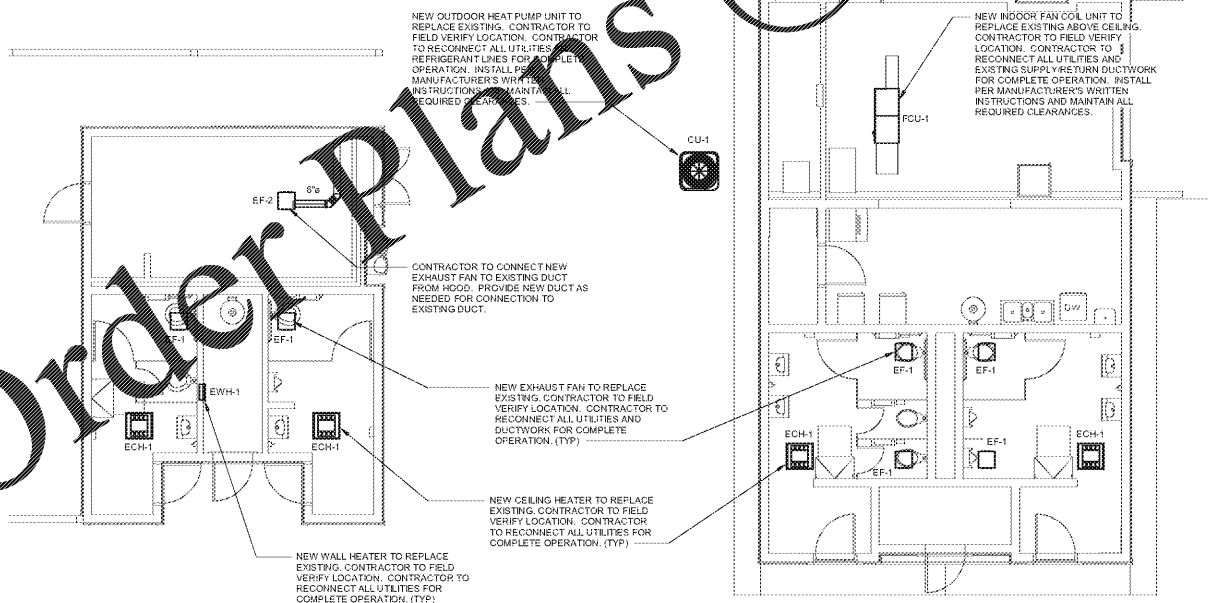 NEW OUTDOOR HEAT PUMP UNIT TO
REPLACE EXISTING. CONTRACTOR TO
FIELD VERIFY LOCATION. CONTRACTOR
TO RECONNECT ALL UTILITIES
REFRIGERANT LINES FOR COMPLETE
OPERATION. INSTALL PER
MANUFACTURER'S WRITTEN
INSTRUCTIONS AND MAINTAIN ALL
REQUIRED CLEARANCES.
NEW INDOOR FAN COIL UNIT TO
REPLACE EXISTING ABOVE CEILING.
CONTRACTOR TO FIELD VERIFY
LOCATION. CONTRACTOR TO
RECONNECT ALL UTILITIES AND
EXISTING SUPPLY/RETURN DUCTWORK
FOR COMPLETE OPERATION. INSTALL
PER MANUFACTURER'S WRITTEN
INSTRUCTIONS AND MAINTAIN ALL
REQUIRED CLEARANCES.
FCU-1
CU-1
Order Plans
EF-2
6"ø
CONTRACTOR TO CONNECT NEW
EXHAUST FAN TO EXISTING DUCT
FROM HOOD. PROVIDE NEW DUCT AS
NEEDED FOR CONNECTION TO
EXISTING DUCT.
DW
EF-1
EF-1
EF-1
EF-1
EWH-1
NEW EXHAUST FAN TO REPLACE
EXISTING. CONTRACTOR TO FIELD
VERIFY LOCATION. CONTRACTOR TO
RECONNECT ALL UTILITIES AND
DUCTWORK FOR COMPLETE
OPERATION. (TYP)
ECH-1
ECH-1
ECH-1
EF-1
EF-1
ECH-1
NEW CEILING HEATER TO REPLACE
EXISTING. CONTRACTOR TO FIELD
VERIFY LOCATION. CONTRACTOR
TO RECONNECT ALL UTILITIES FOR
COMPLETE OPERATION. (TYP)
NEW WALL HEATER TO REPLACE
EXISTING. CONTRACTOR TO FIELD
VERIFY LOCATION. CONTRACTOR TO
RECONNECT ALL UTILITIES FOR
COMPLETE OPERATION. (TYP)